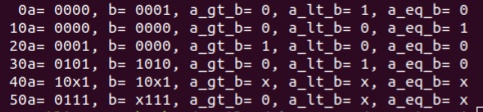 0a= 0000, b= 0001, a_gt_b= 0, a_lt_b= 1, a_eq_b= 0
10a= 0000, b= 0000, a_gt_b= 0, a_lt_b= 0, a_eq_b= 1
20a= 0001, b= 0000, a_gt_b= 1, a_lt_b= 0, a_eq_b= 0
30a= 0101, b= 1010, a_gt_b= 0, a_lt_b= 1, a_eq_b= 0
40a= 10x1, b= 10x1, a_gt_b= x, a_lt_b= x, a_eq_b= x
50a= 0111, b= x111, a_gt_b= 0, a_lt_b= x, a_eq_b= x